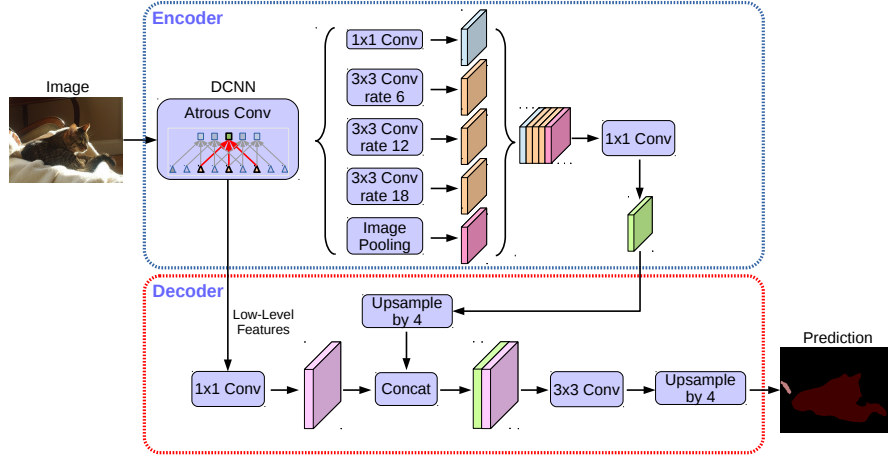 Encoder
Image
DCNN
Atrous Conv
1x1 Conv
3x3 Conv
rate 6
3x3 Conv
rate 12
3x3 Conv
rate 18
Image
Pooling
1x1 Conv
Decoder
Low-Level
Features
Upsample
by 4
1x1 Conv
Concat
3x3 Conv
Upsample
by 4
Prediction